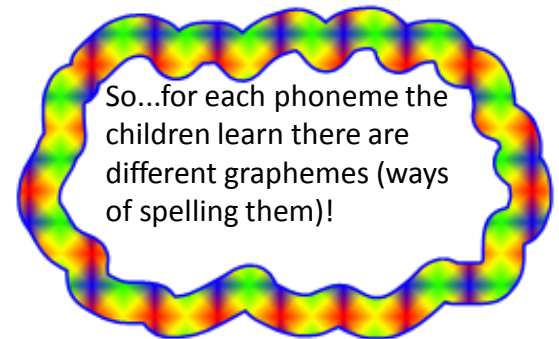 So...for each phoneme the
children learn there are
different graphemes (ways
of spelling them)!